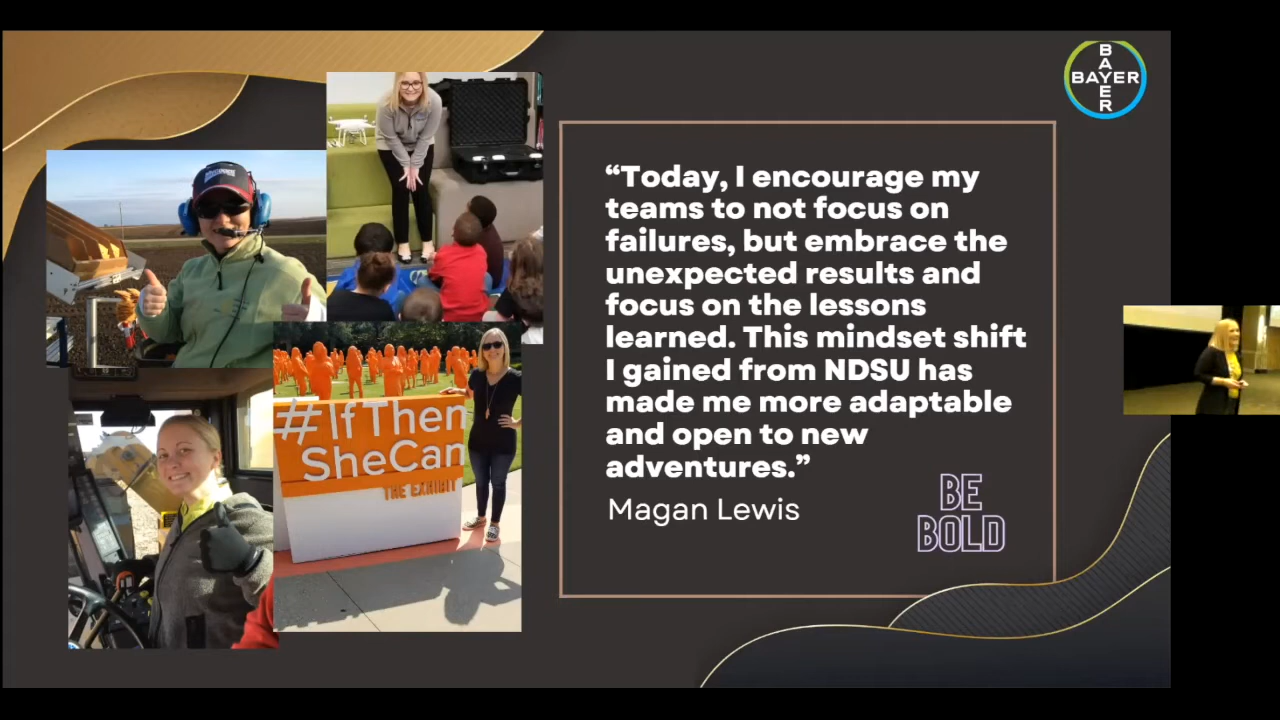 BAYER
BAYER
“Today, I encourage my
teams to not focus on
failures, but embrace the
unexpected results and
focus on the lessons
learned. This mindset shift
I gained from NDSU has
made me more adaptable
and open to new
adventures.”
Magan Lewis
BE
BOLD
#IfThen
SheCan
THE EXHIBIT